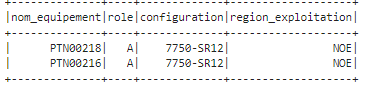 +-------------+----+-------------+-------------------+
|nom_equipement|role|configuration|region_exploitation|
+-------------+----+-------------+-------------------+
| PTN00218| A| 7750-SR12| NOE|
| PTN00216| A| 7750-SR12| NOE|
+-------------+----+-------------+-------------------+